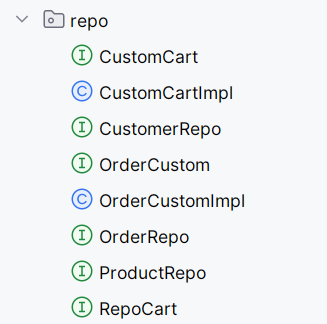 repo
I CustomCart
C CustomCartImpl
I CustomerRepo
I OrderCustom
C OrderCustomImpl
I OrderRepo
I ProductRepo
I RepoCart